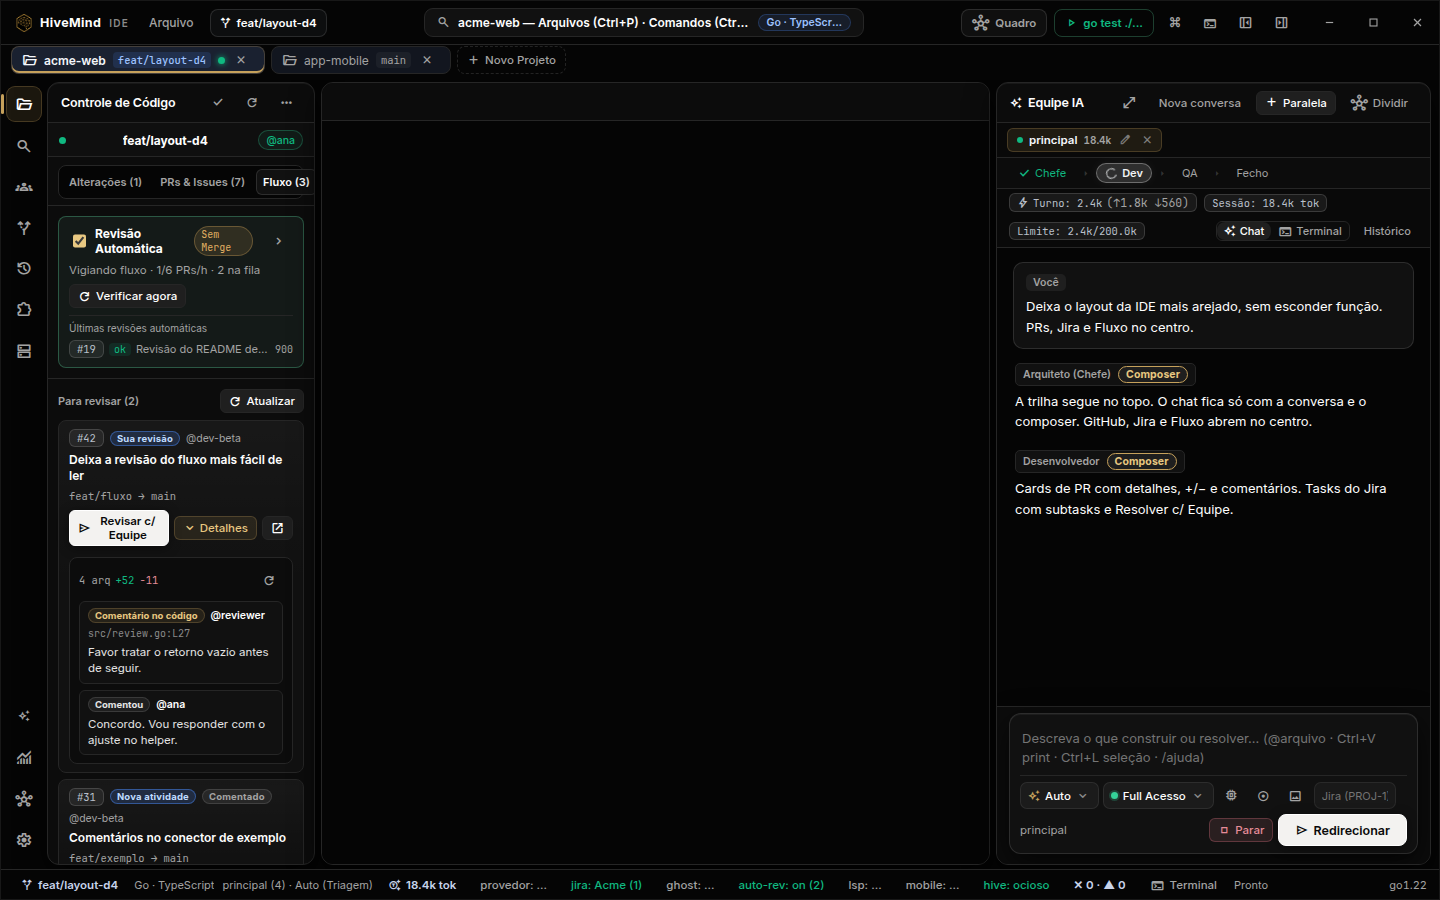 HiveMind IDE Arquivo feat/layout-d4 acme-web — Arquivos (Ctrl+P) · Comandos (Ctr... Go · TypeScr... Quadro go test ./...
acme-web feat/layout-d4 app-mobile main + Novo Projeto
Controle de Código
feat/layout-d4 @ana
Alterações (1) PRs & Issues (7) Fluxo (3)
Revisão
Automática
Sem
Merge
Vigiando fluxo · 1/6 PRs/h · 2 na fila
Verificar agora
Últimas revisões automáticas
#19 ok Revisão do README de... 900
Para revisar (2) Atualizar
#42 Sua revisão @dev-beta
Deixa a revisão do fluxo mais fácil de
ler
feat/fluxo → main
Revisar c/
Equipe
Detalhes
4 arq +52 -11
Comentário no código @reviewer
src/review.go:L27
Favor tratar o retorno vazio antes
de seguir.
Comentou @ana
Concordo. Vou responder com o
ajuste no helper.
#31 Nova atividade Comentado
@dev-beta
Comentários no conector de exemplo
feat/exemplo → main
Equipe IA Nova conversa + Paralela Dividir
principal 18.4k
Chefe Dev QA Fecho
Turno: 2.4k (↑1.8k ↓560) Sessão: 18.4k tok
Limite: 2.4k/200.0k Chat Terminal Histórico
Você
Deixa o layout da IDE mais arejado, sem esconder função.
PRs, Jira e Fluxo no centro.
Arquiteto (Chefe) Composer
A trilha segue no topo. O chat fica só com a conversa e o
composer. GitHub, Jira e Fluxo abrem no centro.
Desenvolvedor Composer
Cards de PR com detalhes, +/− e comentários. Tasks do Jira
com subtasks e Resolver c/ Equipe.
Descreva o que construir ou resolver... (@arquivo · Ctrl+V
print · Ctrl+L seleção · /ajuda)
Auto Full Acesso Jira (PROJ-1)
principal Parar Redirecionar
feat/layout-d4 Go · TypeScript principal (4) · Auto (Triagem) 18.4k tok provedor: ... jira: Acme (1) ghost: ... auto-rev: on (2) lsp: ... mobile: ... hive: ocioso ✕ 0 · ▲ 0 Terminal Pronto go1.22